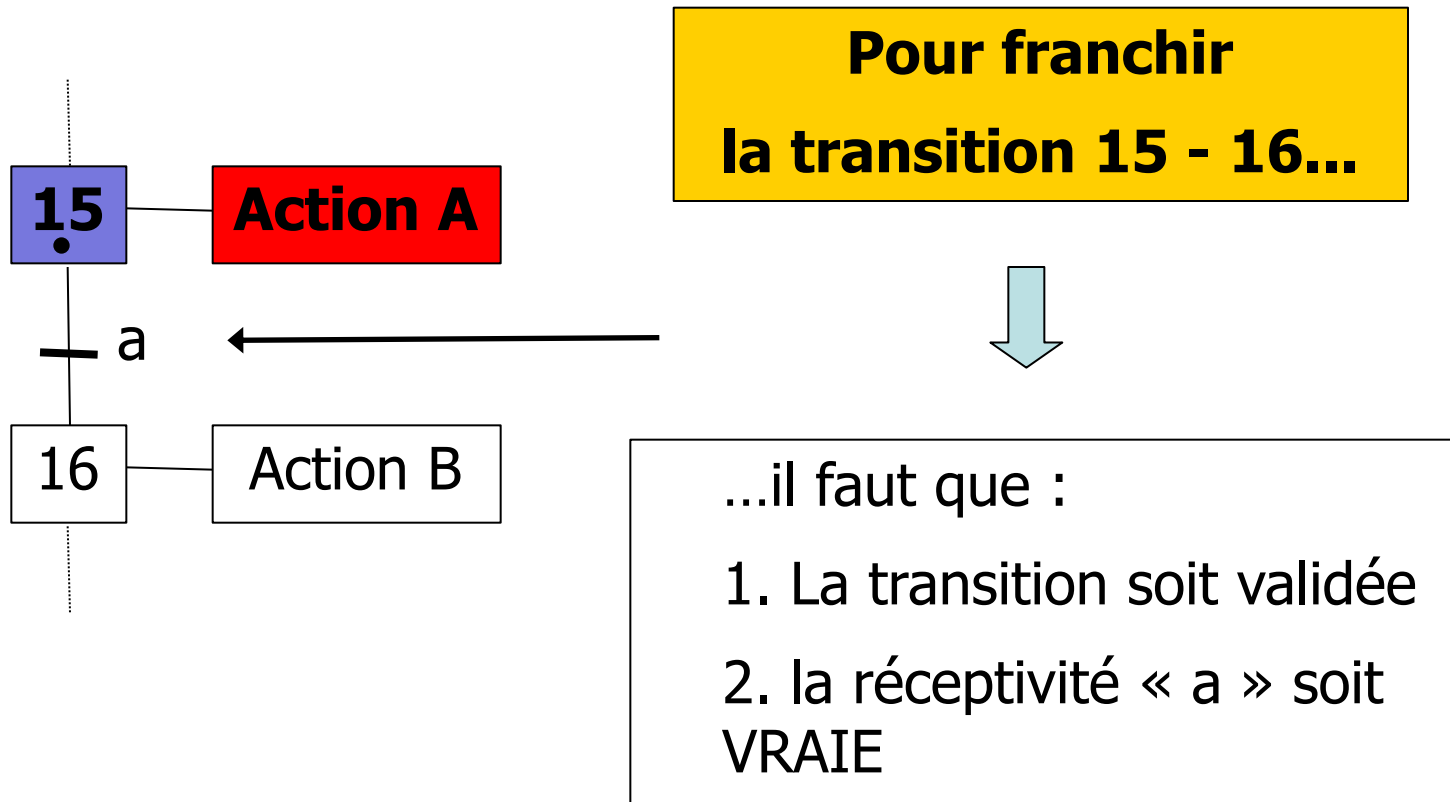 Pour franchir
la transition 15 - 16...
15
Action A
a
16
Action B
...il faut que :
1. La transition soit validée
2. la réceptivité « a » soit
VRAIE